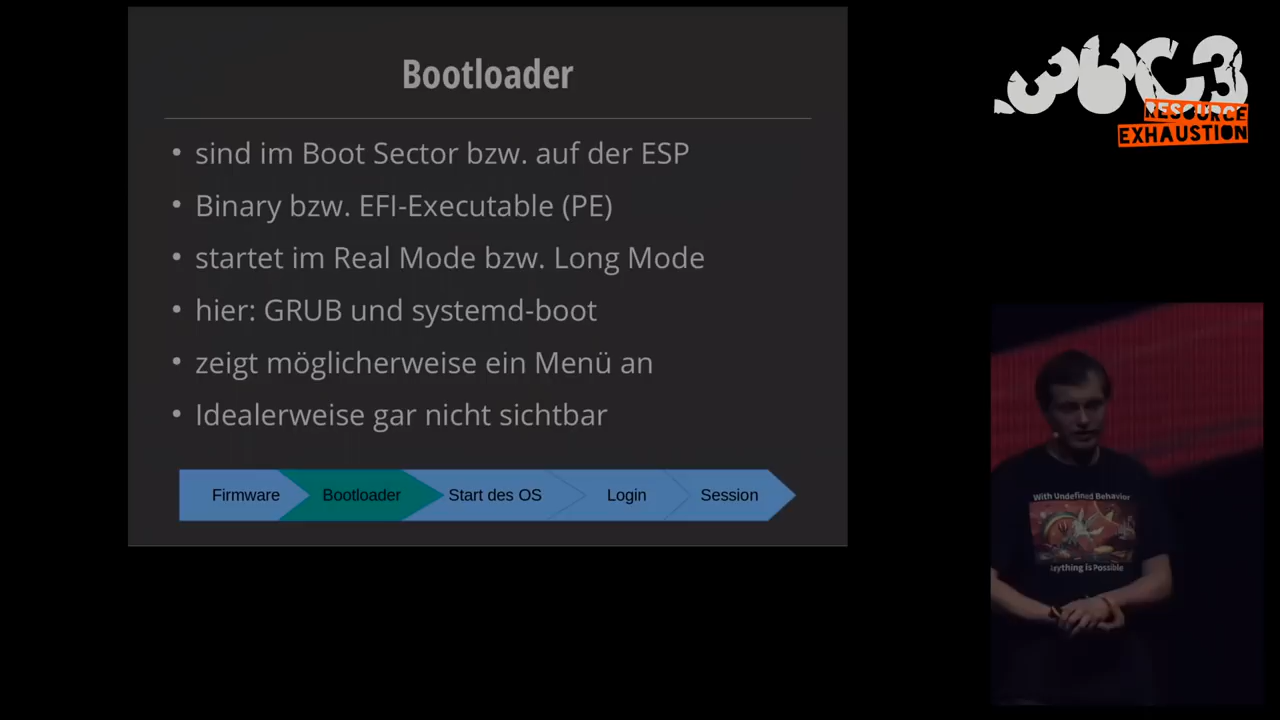 Bootloader
• sind im Boot Sector bzw. auf der ESP
• Binary bzw. EFI-Executable (PE)
• startet im Real Mode bzw. Long Mode
• hier: GRUB und systemd-boot
• zeigt möglicherweise ein Menü an
• Idealerweise gar nicht sichtbar
Firmware Bootloader Start des OS Login Session
36C3
RESOURCE
EXHAUSTION
With Undefined Behavior
is Possible